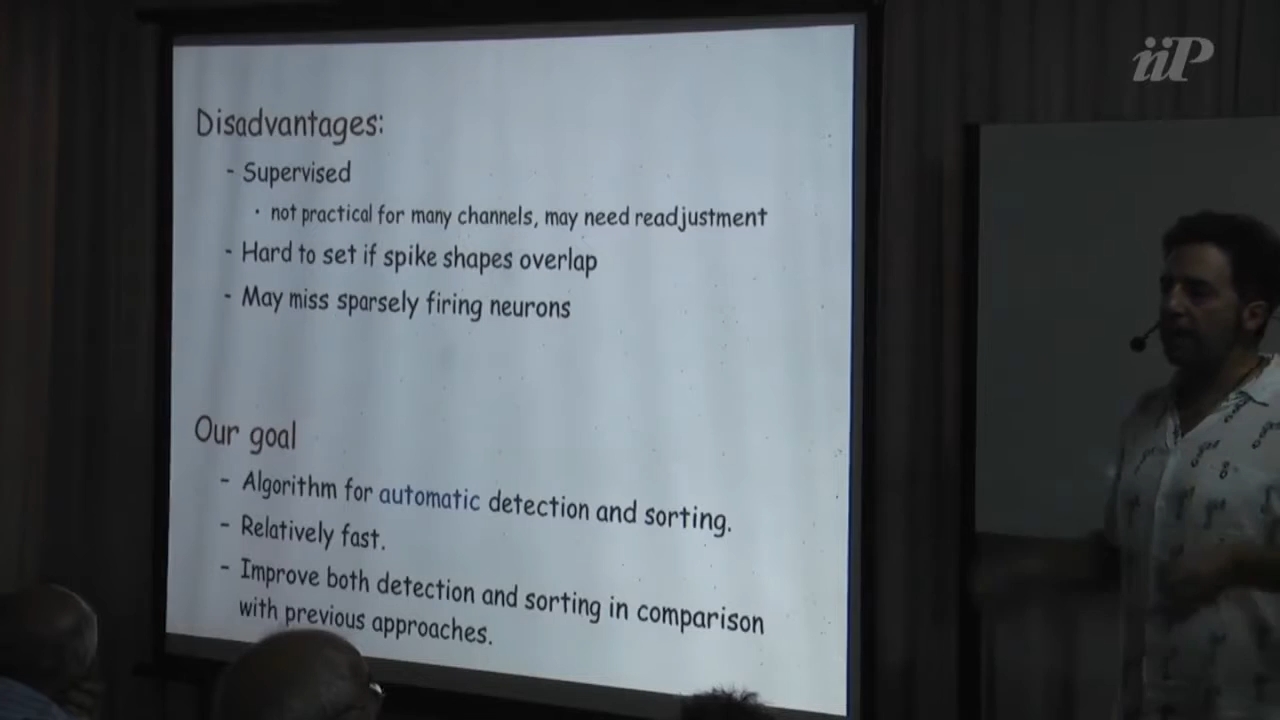 iiP
Disadvantages:
- Supervised
· not practical for many channels, may need readjustment
- Hard to set if spike shapes overlap
- May miss sparsely firing neurons
Our goal
- Algorithm for automatic detection and sorting.
- Relatively fast.
- Improve both detection and sorting in comparison
with previous approaches.